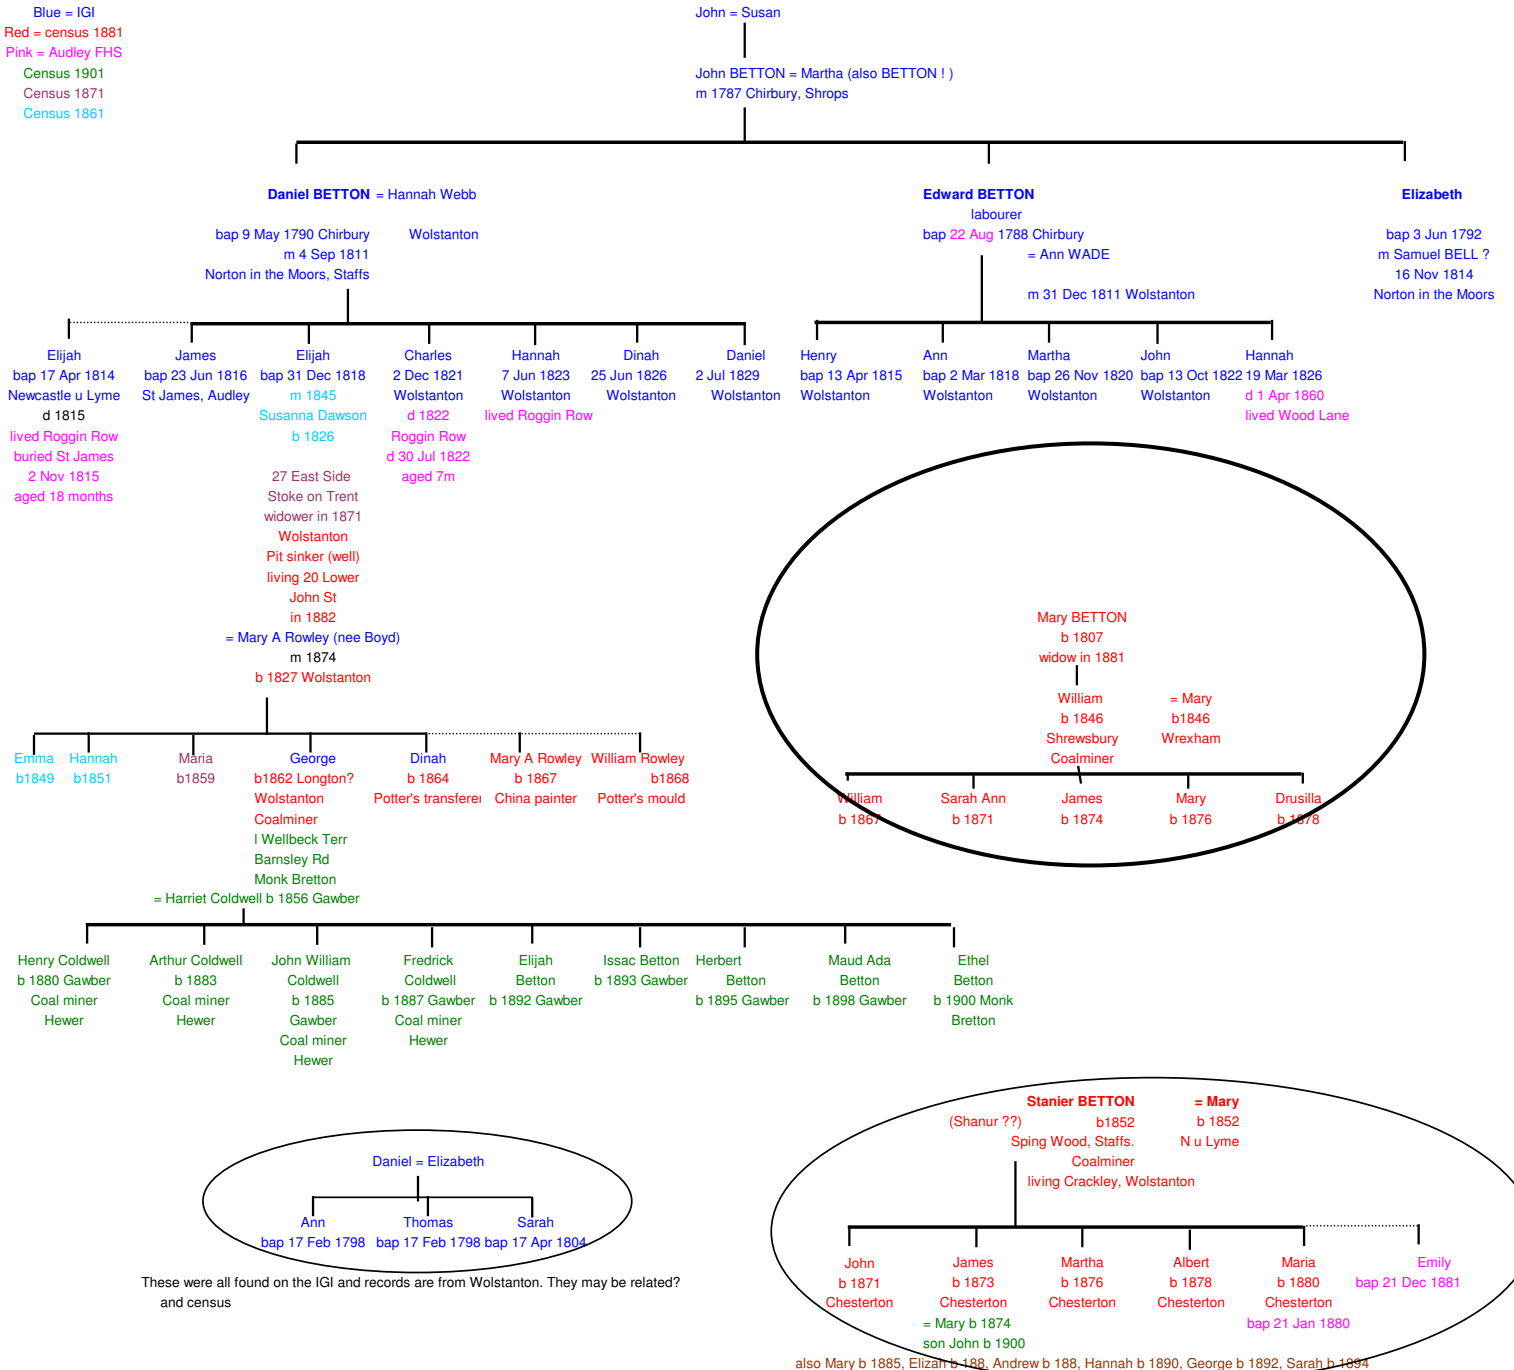 Blue = IGI
Red = census 1881
Pink = Audley FHS
Census 1901
Census 1871
Census 1861
John = Susan
John BETTON = Martha (also BETTON ! )
m 1787 Chirbury, Shrops
Daniel BETTON = Hannah Webb
bap 9 May 1790 Chirbury Wolstanton
m 4 Sep 1811
Norton in the Moors, Staffs
Edward BETTON
labourer
bap 22 Aug 1788 Chirbury
= Ann WADE
m 31 Dec 1811 Wolstanton
Elizabeth
bap 3 Jun 1792
m Samuel BELL ?
16 Nov 1814
Norton in the Moors
Elijah
bap 17 Apr 1814
Newcastle u Lyme
d 1815
lived Roggin Row
buried St James
2 Nov 1815
aged 18 months
James
bap 23 Jun 1816
St James, Audley
Elijah
bap 31 Dec 1818
m 1845
Susanna Dawson
b 1826
27 East Side
Stoke on Trent
widower in 1871
Wolstanton
Pit sinker (well)
living 20 Lower
John St
in 1882
= Mary A Rowley (nee Boyd)
m 1874
b 1827 Wolstanton
Charles
2 Dec 1821
Wolstanton
d 1822
Roggin Row
d 30 Jul 1822
aged 7m
Hannah
7 Jun 1823
Wolstanton
lived Roggin Row
Dinah
25 Jun 1826
Wolstanton
Daniel
2 Jul 1829
Wolstanton
Henry
bap 13 Apr 1815
Wolstanton
Ann
bap 2 Mar 1818
Wolstanton
Martha
bap 26 Nov 1820
Wolstanton
John
bap 13 Oct 1822
Wolstanton
Hannah
19 Mar 1826
d 1 Apr 1860
lived Wood Lane
Mary BETTON
b 1807
widow in 1881
William
b 1846
Shrewsbury
Coalminer
= Mary
b1846
Wrexham
William
b 1867
Sarah Ann
b 1871
James
b 1874
Mary
b 1876
Drusilla
b 1878
Emma
b1849
Hannah
b1851
Maria
b1859
George
b1862 Longton?
Wolstanton
Coalminer
l Wellbeck Terr
Barnsley Rd
Monk Bretton
= Harriet Coldwell b 1856 Gawber
Dinah
b 1864
Potter's transferer
Mary A Rowley
b 1867
China painter
William Rowley
b1868
Potter's mould
Henry Coldwell
b 1880 Gawber
Coal miner
Hewer
Arthur Coldwell
b 1883
Coal miner
Hewer
John William
Coldwell
b 1885
Gawber
Coal miner
Hewer
Fredrick
Coldwell
b 1887 Gawber
Coal miner
Hewer
Elijah
Betton
b 1892 Gawber
Issac Betton
b 1893 Gawber
Herbert
Betton
b 1895 Gawber
Maud Ada
Betton
b 1898 Gawber
Ethel
Betton
b 1900 Monk
Bretton
Daniel = Elizabeth
Ann
bap 17 Feb 1798
Thomas
bap 17 Feb 1798
Sarah
bap 17 Apr 1804
These were all found on the IGI and records are from Wolstanton. They may be related?
and census
Stanier BETTON = Mary
(Shanur ??) b1852 b 1852
Sping Wood, Staffs. N u Lyme
Coalminer
living Crackley, Wolstanton
John
b 1871
Chesterton
James
b 1873
Chesterton
= Mary b 1874
son John b 1900
Martha
b 1876
Chesterton
Albert
b 1878
Chesterton
Maria
b 1880
Chesterton
bap 21 Jan 1880
Emily
bap 21 Dec 1881
also Mary b 1885, Elizah b 188, Andrew b 188, Hannah b 1890, George b 1892, Sarah b 1894